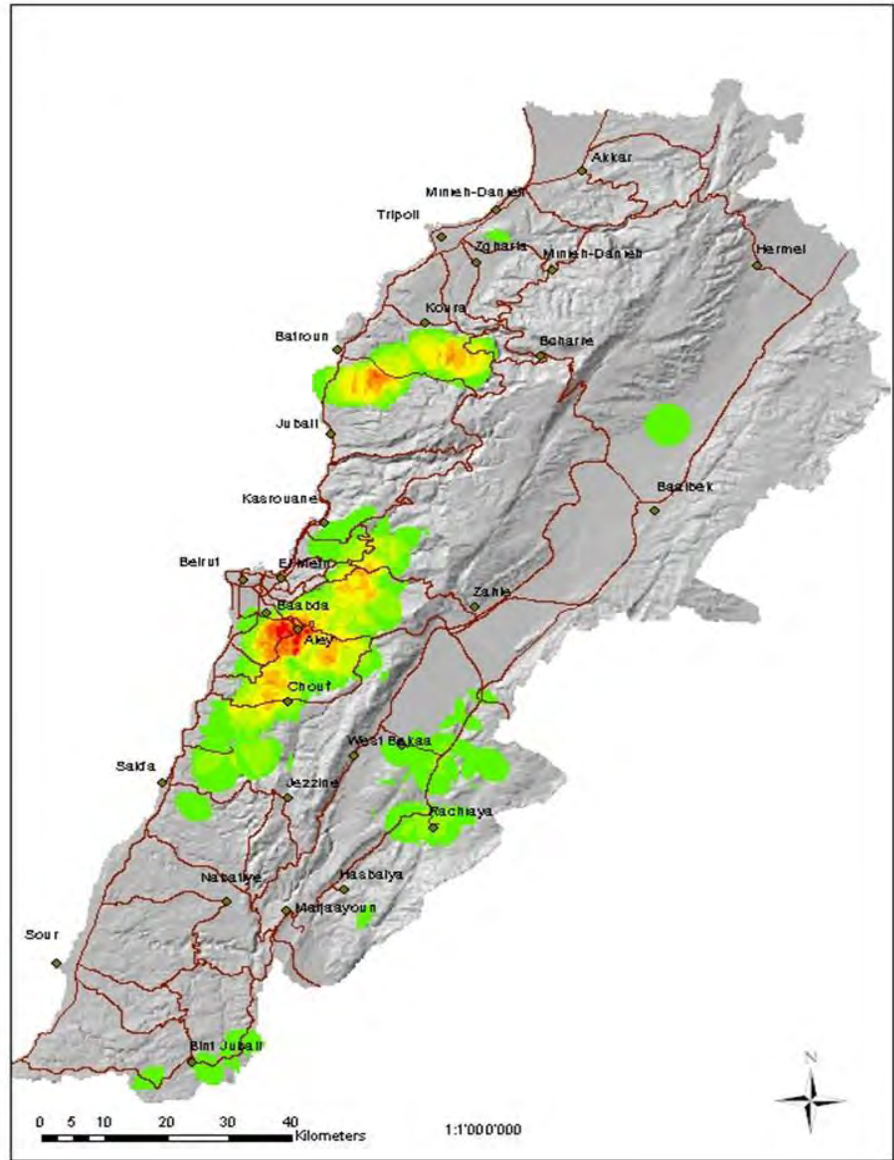 Akkar
Minieh-Danieh
Tripoli
Zgharta
Minieh-Danieh
Hermel
Koura
Batroun
Bcharre
Jubail
Kasrouane
Baalbek
Beirut
El Metn
Zahle
Baabda
Aley
Chouf
West Bekaa
Saida
Jezzine
Rachiaya
Hasbaiya
Nabatiye
Marjaayoun
Sour
Bint Jubail
N
0 5 10 20 30 40
Kilometers
1:1'000'000